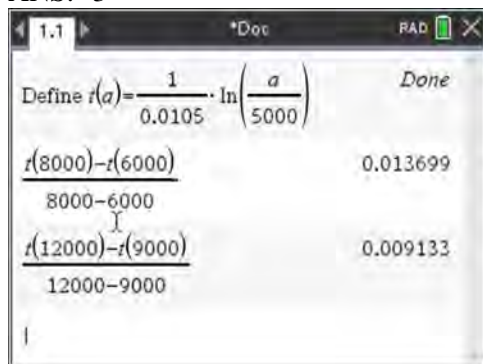 1.1 *Doc RAD
Define t(a)=1/0.0105·ln(a/5000) Done
t(8000)−t(6000)/8000−6000 0.013699
t(12000)−t(9000)/12000−9000 0.009133